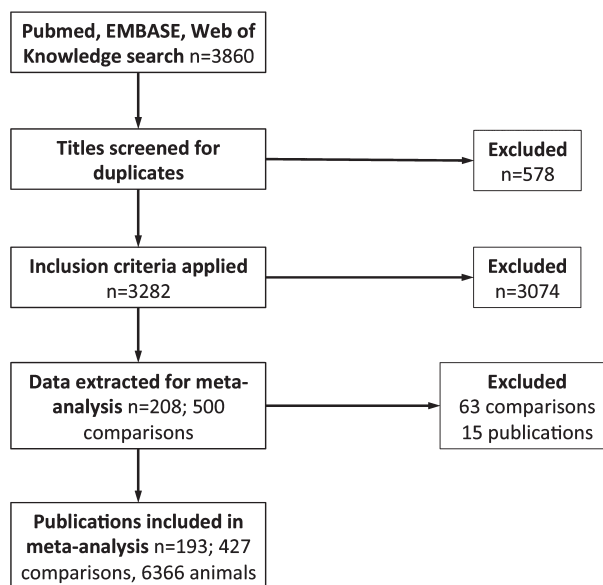 Pubmed, EMBASE, Web of
Knowledge search n=3860
Titles screened for
duplicates
Excluded
n=578
Inclusion criteria applied
n=3282
Excluded
n=3074
Data extracted for meta-
analysis n=208; 500
comparisons
Excluded
63 comparisons
15 publications
Publications included in
meta-analysis n=193; 427
comparisons, 6366 animals